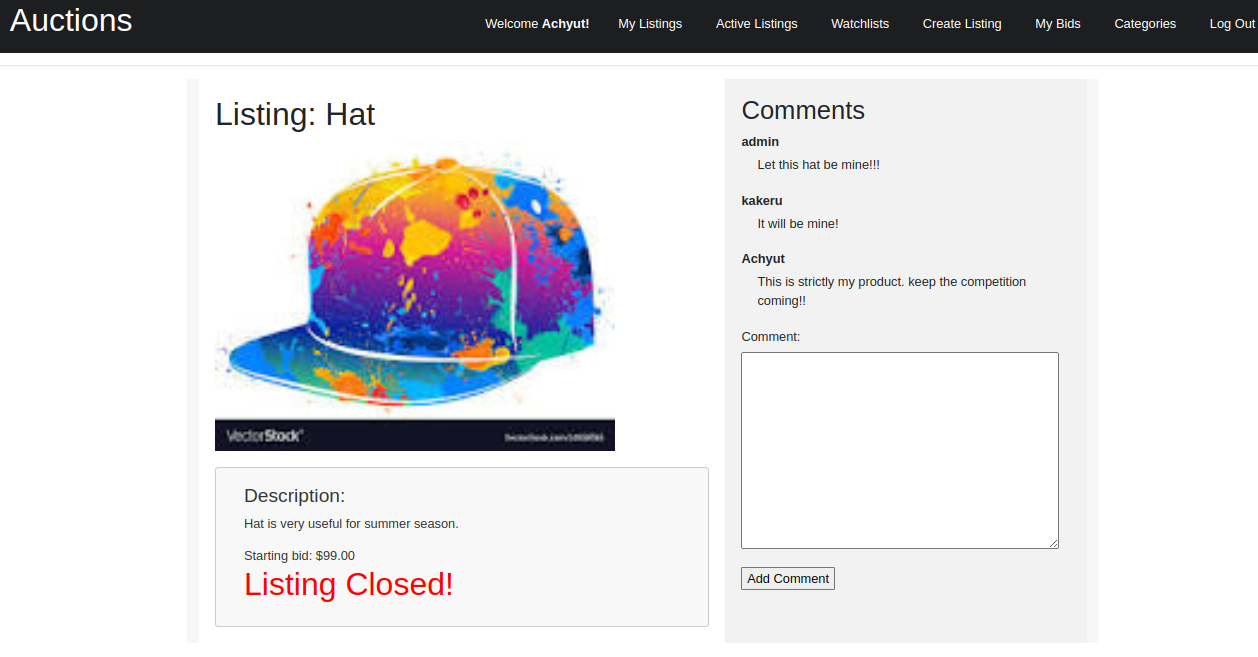 Auctions
Welcome Achyut! My Listings Active Listings Watchlists Create Listing My Bids Categories Log Out
Listing: Hat
VectorStock®
Description:
Hat is very useful for summer season.
Starting bid: $99.00
Listing Closed!
Comments
admin
Let this hat be mine!!!
kakeru
It will be mine!
Achyut
This is strictly my product. keep the competition
coming!!
Comment:
Add Comment